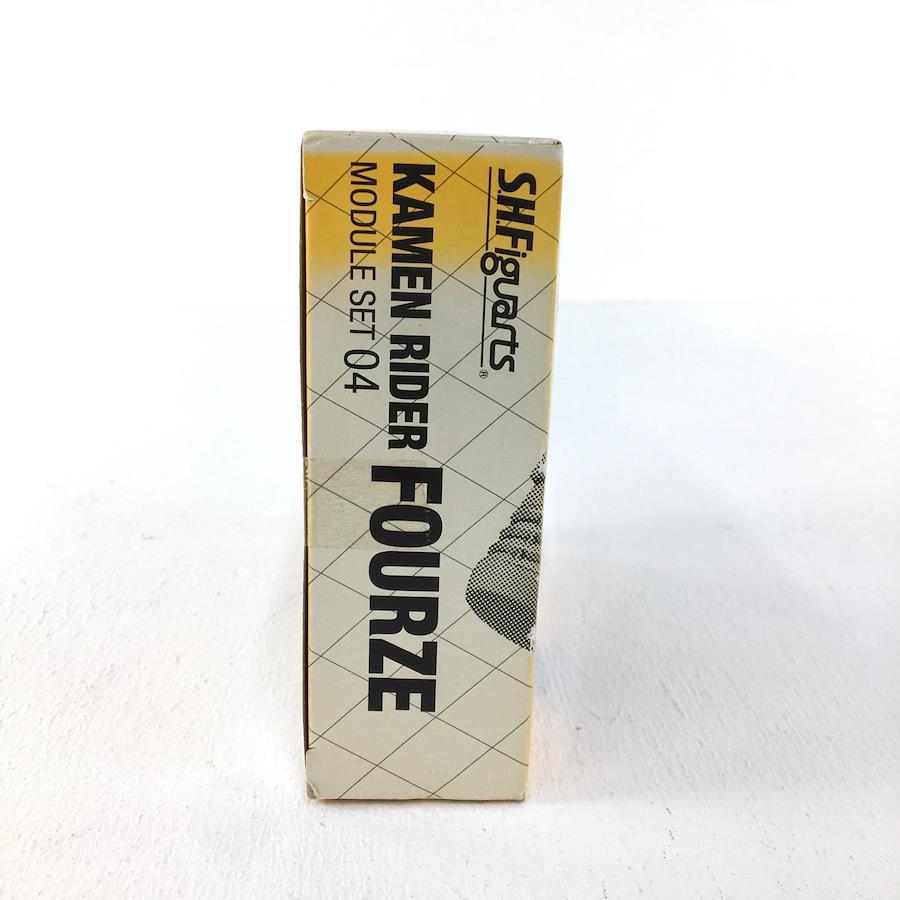 S.H.Figuarts®
KAMEN RIDER FOURZE
MODULE SET 04